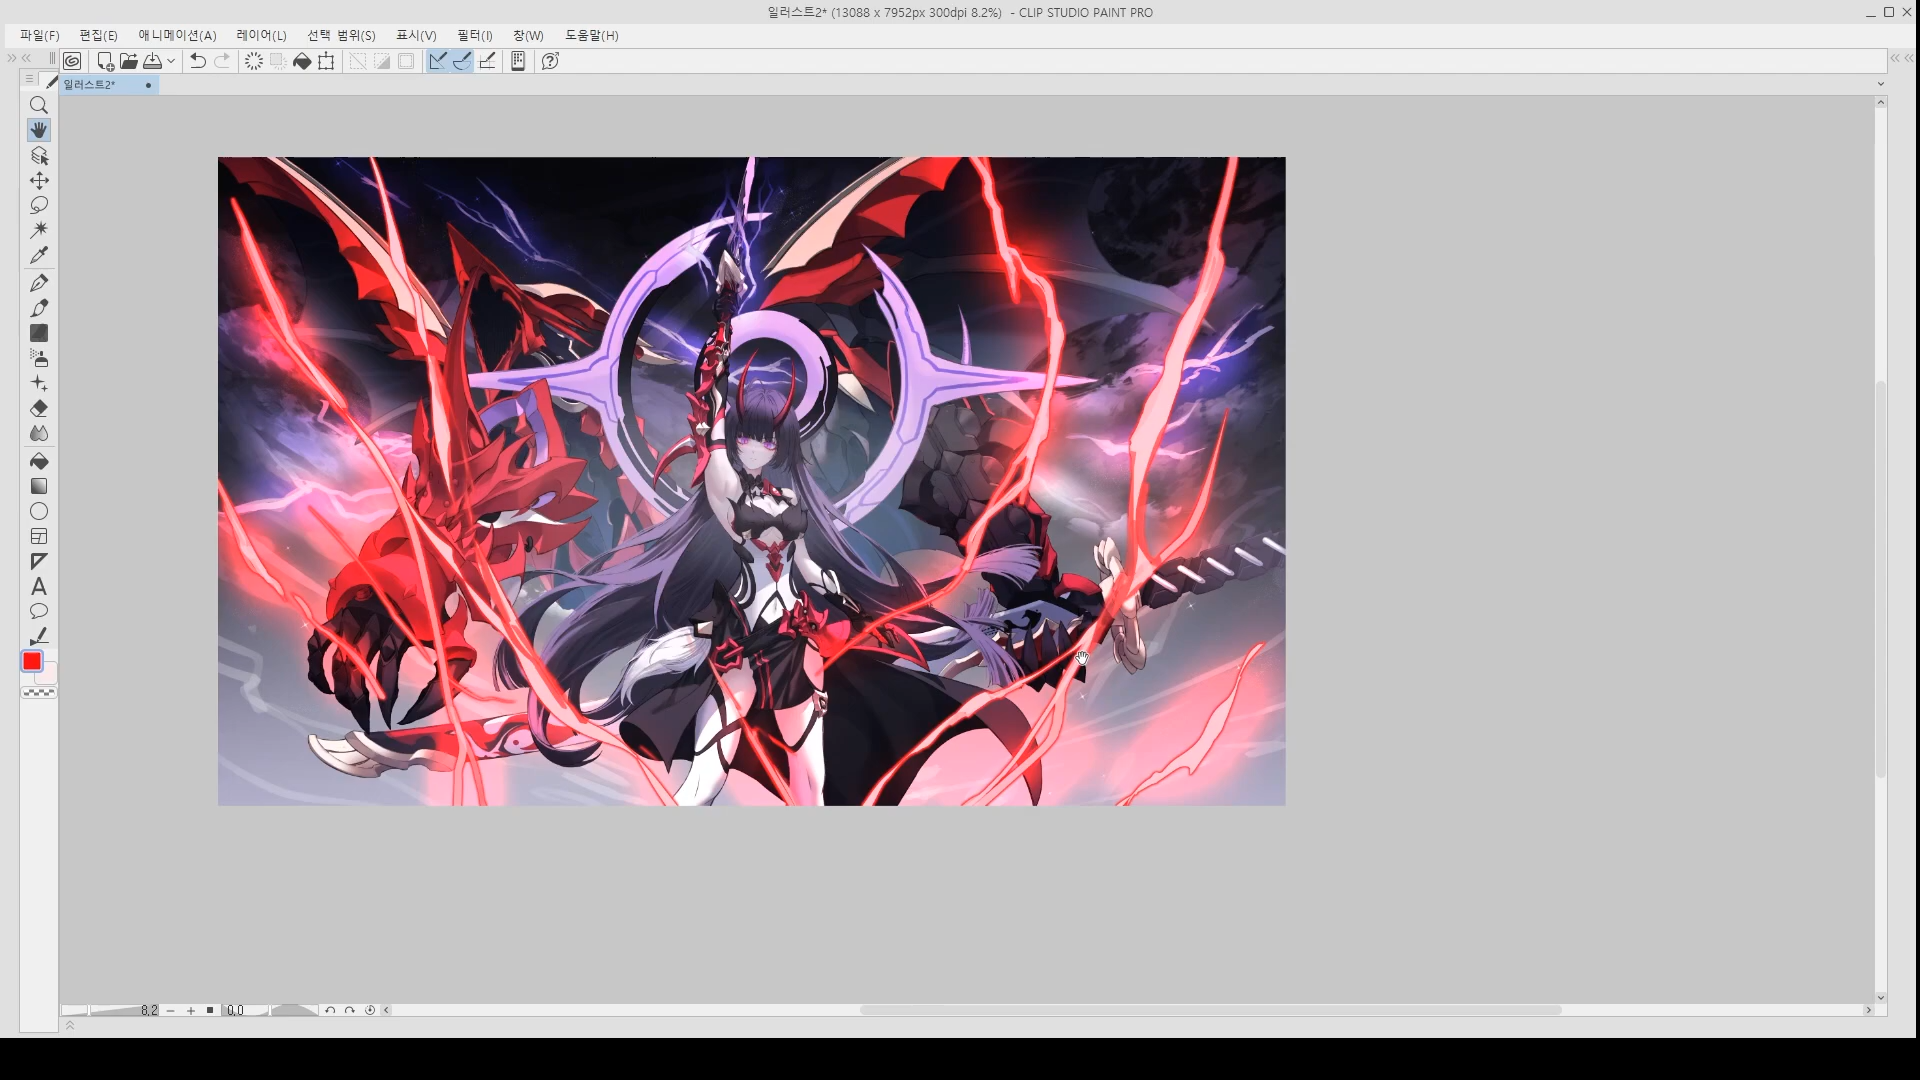 일러스트2* (13088 x 7952px 300dpi 8.2%) - CLIP STUDIO PAINT PRO
파일(F) 편집(E) 애니메이션(A) 레이어(L) 선택 범위(S) 표시(V) 필터(I) 창(W) 도움말(H)
일러스트2*
8.2
0.0